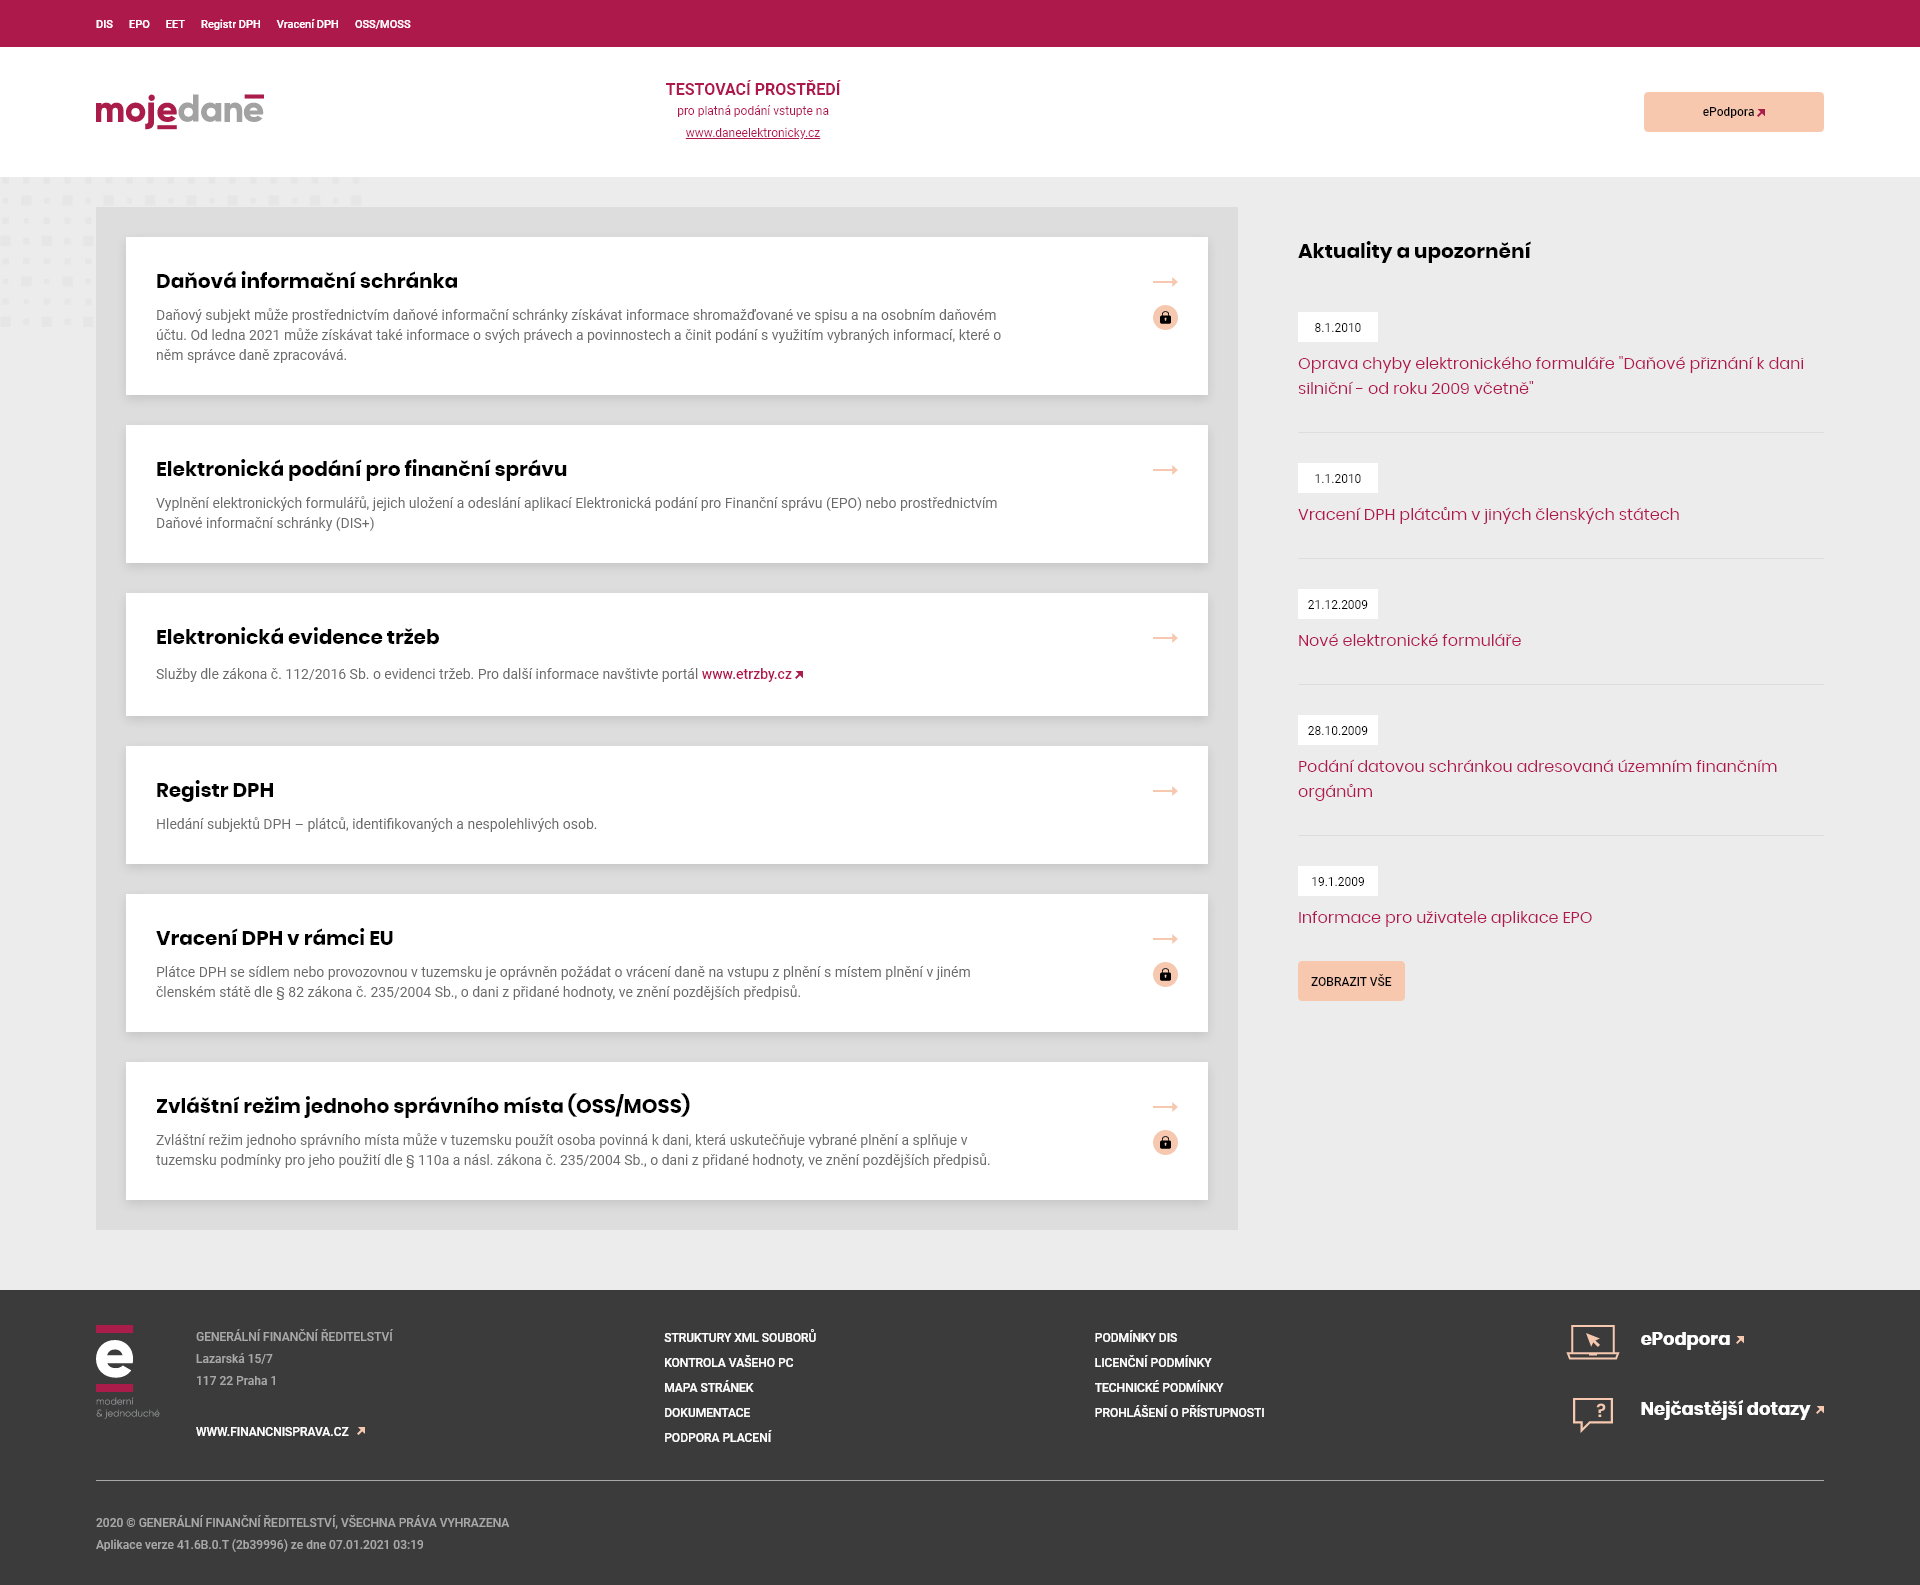 DIS EPO EET Registr DPH Vracení DPH OSS/MOSS
mojedane
TESTOVACÍ PROSTŘEDÍ
pro platná podání vstupte na
www.daneelektronicky.cz
ePodpora
Daňová informační schránka
Daňový subjekt může prostřednictvím daňové informační schránky získávat informace shromažďované ve spisu a na osobním daňovém
účtu. Od ledna 2021 může získávat také informace o svých právech a povinnostech a činit podání s využitím vybraných informací, které o
něm správce daně zpracovává.
Elektronická podání pro finanční správu
Vyplnění elektronických formulářů, jejich uložení a odeslání aplikací Elektronická podání pro Finanční správu (EPO) nebo prostřednictvím
Daňové informační schránky (DIS+)
Elektronická evidence tržeb
Služby dle zákona č. 112/2016 Sb. o evidenci tržeb. Pro další informace navštivte portál www.etrzby.cz
Registr DPH
Hledání subjektů DPH – plátců, identifikovaných a nespolehlivých osob.
Vracení DPH v rámci EU
Plátce DPH se sídlem nebo provozovnou v tuzemsku je oprávněn požádat o vrácení daně na vstupu z plnění s místem plnění v jiném
členském státě dle § 82 zákona č. 235/2004 Sb., o dani z přidané hodnoty, ve znění pozdějších předpisů.
Zvláštní režim jednoho správního místa (OSS/MOSS)
Zvláštní režim jednoho správního místa může v tuzemsku použít osoba povinná k dani, která uskutečňuje vybrané plnění a splňuje v
tuzemsku podmínky pro jeho použití dle § 110a a násl. zákona č. 235/2004 Sb., o dani z přidané hodnoty, ve znění pozdějších předpisů.
Aktuality a upozornění
8.1.2010
Oprava chyby elektronického formuláře "Daňové přiznání k dani
silniční - od roku 2009 včetně"
1.1.2010
Vracení DPH plátcům v jiných členských státech
21.12.2009
Nové elektronické formuláře
28.10.2009
Podání datovou schránkou adresovaná územním finančním
orgánům
19.1.2009
Informace pro uživatele aplikace EPO
ZOBRAZIT VŠE
e
moderní
& jednoduché
GENERÁLNÍ FINANČNÍ ŘEDITELSTVÍ
Lazarská 15/7
117 22 Praha 1
WWW.FINANCNISPRAVA.CZ
STRUKTURY XML SOUBORŮ
KONTROLA VAŠEHO PC
MAPA STRÁNEK
DOKUMENTACE
PODPORA PLACENÍ
PODMÍNKY DIS
LICENČNÍ PODMÍNKY
TECHNICKÉ PODMÍNKY
PROHLÁŠENÍ O PŘÍSTUPNOSTI
ePodpora
?
Nejčastější dotazy
2020 © GENERÁLNÍ FINANČNÍ ŘEDITELSTVÍ, VŠECHNA PRÁVA VYHRAZENA
Aplikace verze 41.6B.0.T (2b39996) ze dne 07.01.2021 03:19